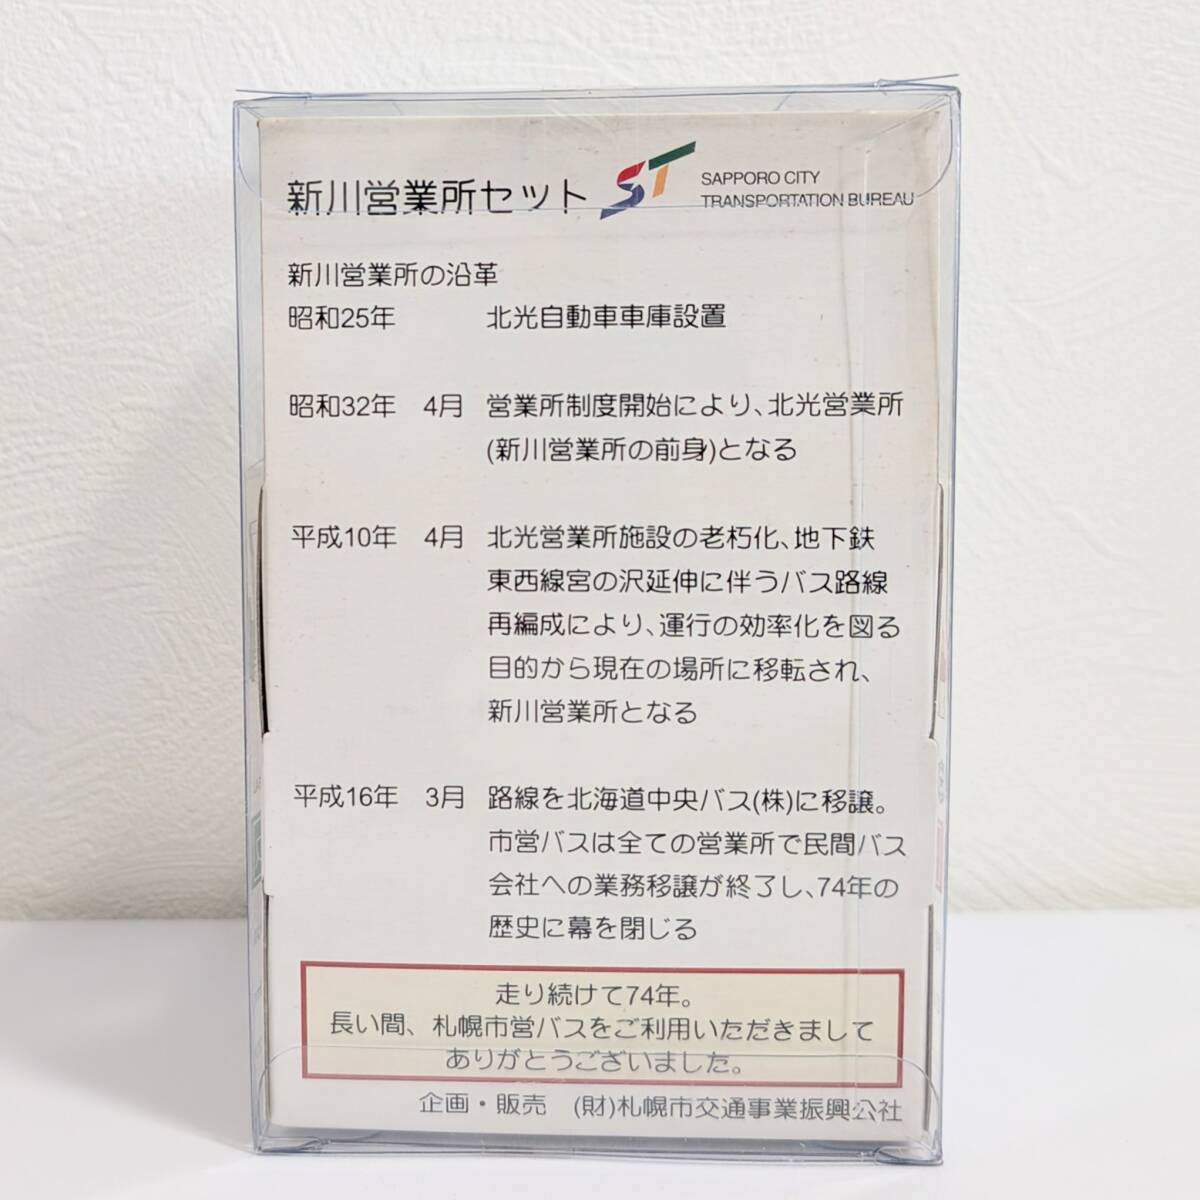 新川営業所セット
ST
SAPPORO CITY
TRANSPORTATION BUREAU
新川営業所の沿革
昭和25年 北光自動車車庫設置
昭和32年 4月 営業所制度開始により、北光営業所
(新川営業所の前身)となる
平成10年 4月 北光営業所施設の老朽化、地下鉄
東西線宮の沢延伸に伴うバス路線
再編成により、運行の効率化を図る
目的から現在の場所に移転され、
新川営業所となる
平成16年 3月 路線を北海道中央バス(株)に移譲。
市営バスは全ての営業所で民間バス
会社への業務移譲が終了し、74年の
歴史に幕を閉じる
走り続けて74年。
長い間、札幌市営バスをご利用いただきまして
ありがとうございました。
企画・販売 (財)札幌市交通事業振興公社